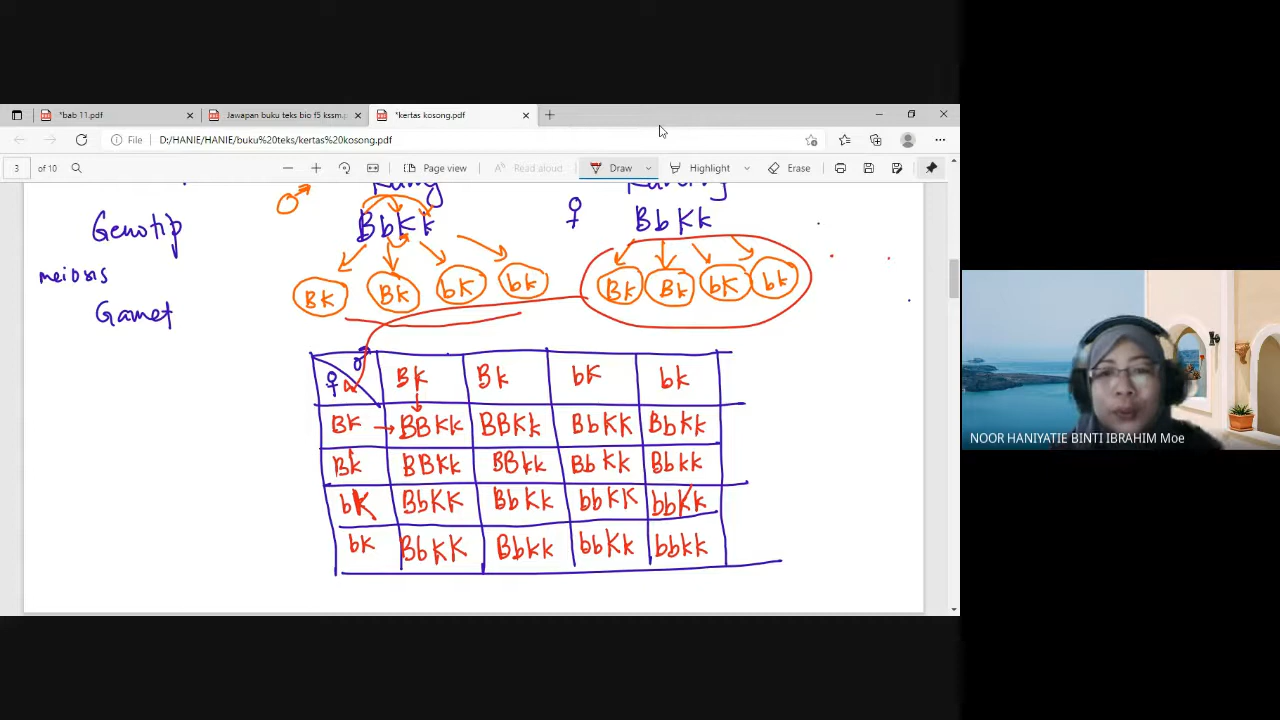 *bab 11.pdf
Jawapan buku teks bio f5 kssm.p
*kertas kosong.pdf
File D:/HANIE/HANIE/buku%20teks/kertas%20kosong.pdf
3 of 10 Page view Read aloud Draw Highlight Erase
♂
Genotip BbKk ♀ BbKk
meiosis
Gamet BK Bk bK bk BK Bk bK bk
♀ ♂ BK Bk bK bk
BK BBKK BBKk BbKK BbKk
Bk BBKk BBkk BbKk Bbkk
bK BbKK BbKk bbKK bbKk
bk BbKK Bbkk bbKk bbkk
NOOR HANIYATIE BINTI IBRAHIM Moe